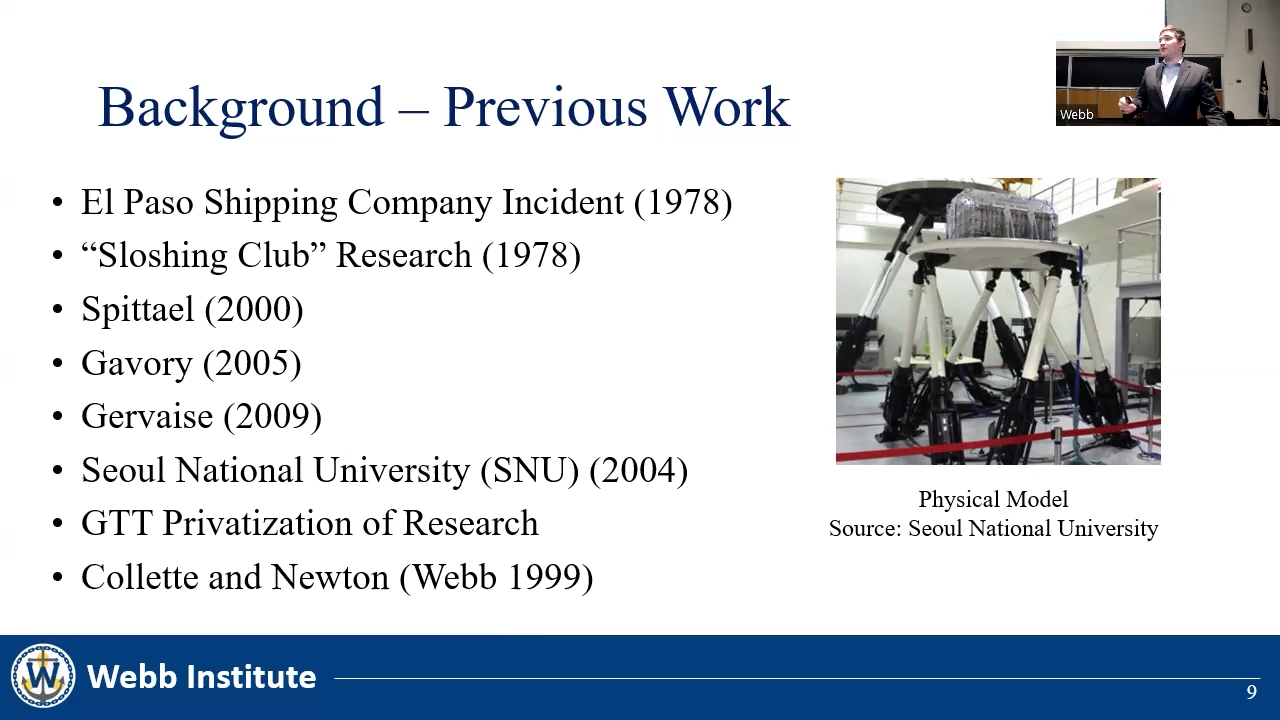 Background – Previous Work
Webb
• El Paso Shipping Company Incident (1978)
• “Sloshing Club” Research (1978)
• Spittael (2000)
• Gavory (2005)
• Gervaise (2009)
• Seoul National University (SNU) (2004)
• GTT Privatization of Research
• Collette and Newton (Webb 1999)
Physical Model
Source: Seoul National University
W
Webb Institute
9